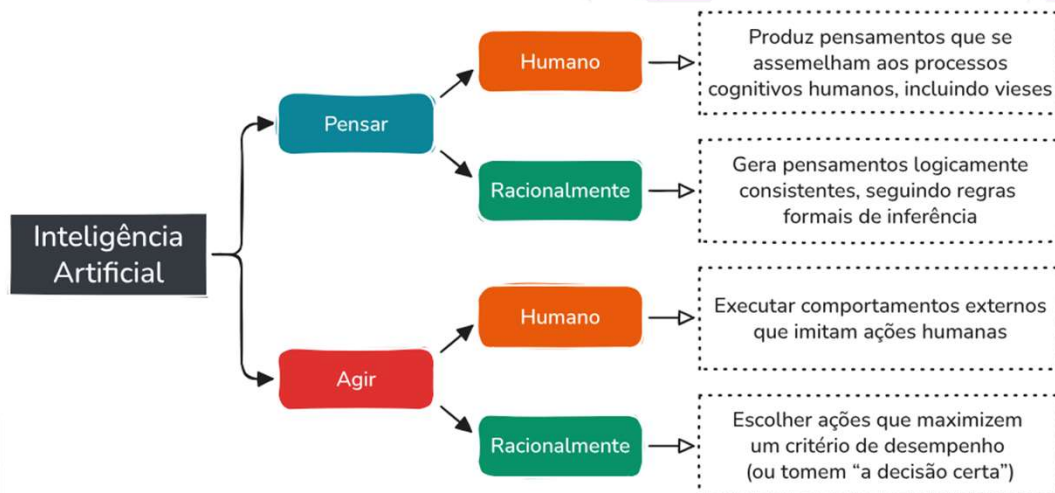 Inteligência
Artificial
Pensar
Humano
Produz pensamentos que se
assemelham aos processos
cognitivos humanos, incluindo vieses
Racionalmente
Gera pensamentos logicamente
consistentes, seguindo regras
formais de inferência
Agir
Humano
Executar comportamentos externos
que imitam ações humanas
Racionalmente
Escolher ações que maximizem
um critério de desempenho
(ou tomem “a decisão certa”)